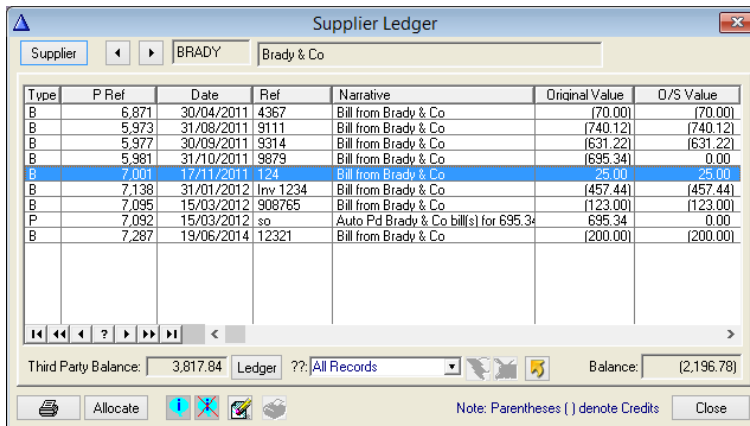 Supplier Ledger
Supplier BRADY Brady & Co
Type P Ref Date Ref Narrative Original Value O/S Value
B 6,871 30/04/2011 4367 Bill from Brady & Co (70.00) (70.00)
B 5,973 31/08/2011 9111 Bill from Brady & Co (740.12) (740.12)
B 5,977 30/09/2011 9314 Bill from Brady & Co (631.22) (631.22)
B 5,981 31/10/2011 9879 Bill from Brady & Co (695.34) 0.00
B 7,001 17/11/2011 124 Bill from Brady & Co 25.00 25.00
B 7,138 31/01/2012 Inv 1234 Bill from Brady & Co (457.44) (457.44)
B 7,095 15/03/2012 908765 Bill from Brady & Co (123.00) (123.00)
P 7,092 15/03/2012 so Auto Pd Brady & Co bill(s) for 695.34 695.34 0.00
B 7,287 19/06/2014 12321 Bill from Brady & Co (200.00) (200.00)
?
Third Party Balance: 3,817.84 Ledger ??: All Records Balance: (2,196.78)
Allocate Note: Parentheses ( ) denote Credits Close